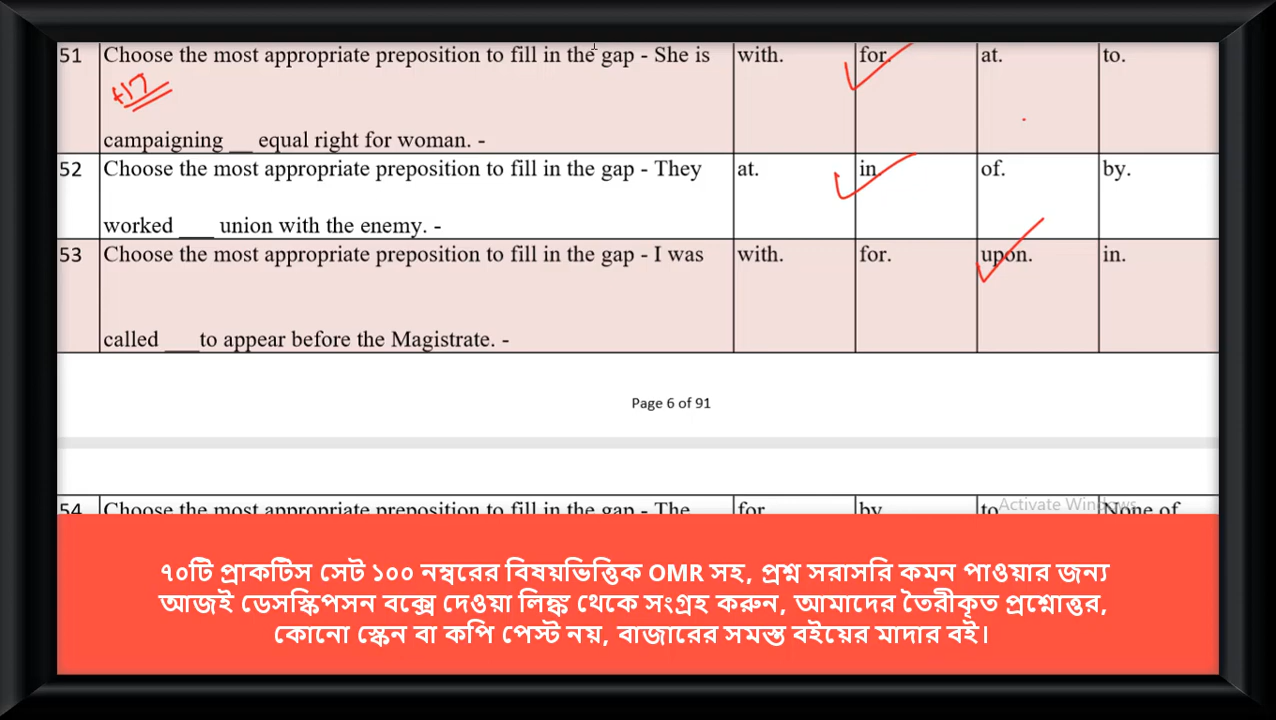 51 Choose the most appropriate preposition to fill in the gap - She is with. for. at. to.
+17
campaigning __ equal right for woman. -
52 Choose the most appropriate preposition to fill in the gap - They at. in. of. by.
worked ___ union with the enemy. -
53 Choose the most appropriate preposition to fill in the gap - I was with. for. upon. in.
called ___to appear before the Magistrate. -
Page 6 of 91
Activate Windows
54 Choose the most appropriate preposition to fill in the gap - The for by to None of
৭০টি প্রাকটিস সেট ১০০ নম্বরের বিষয়ভিত্তিক OMR সহ, প্রশ্ন সরাসরি কমন পাওয়ার জন্য
আজই ডেসস্কিপসন বক্সে দেওয়া লিঙ্ক থেকে সংগ্রহ করুন, আমাদের তৈরীকৃত প্রশ্নোত্তর,
কোনো স্কেন বা কপি পেস্ট নয়, বাজারের সমস্ত বইয়ের মাদার বই।